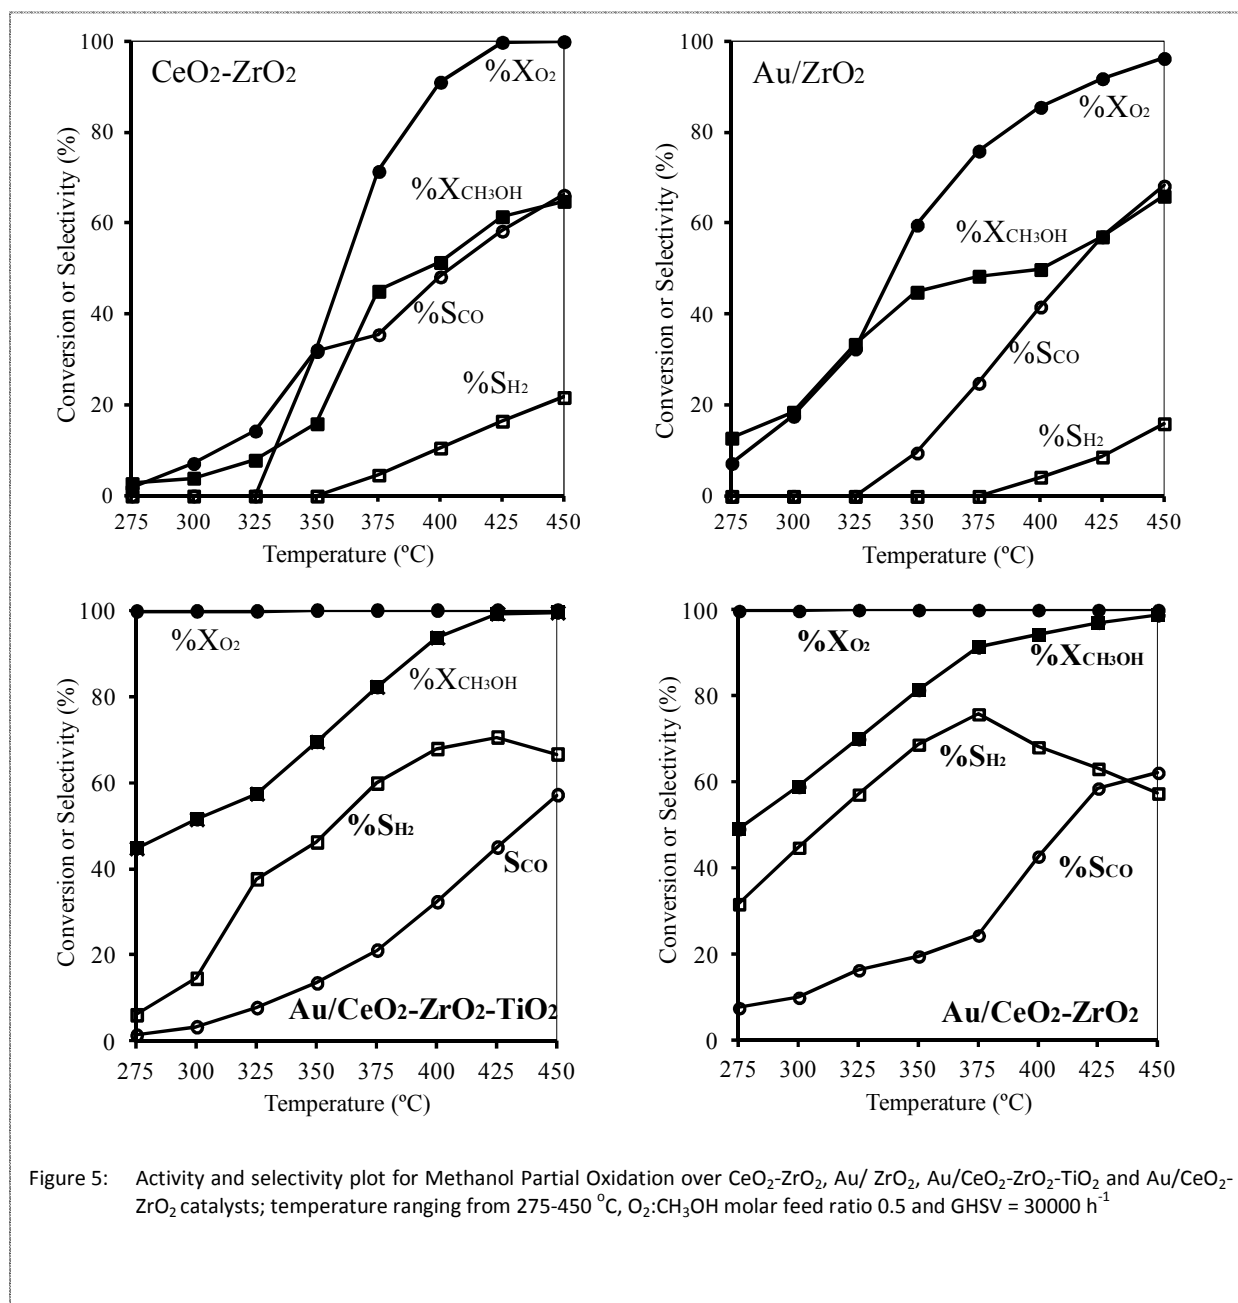 CeO2-ZrO2
%XO2
%XCH3OH
%SCO
%SH2
Conversion or Selectivity (%)
100
80
60
40
20
0
275 300 325 350 375 400 425 450
Temperature (ºC)
Au/ZrO2
%XO2
%XCH3OH
%SCO
%SH2
Conversion or Selectivity (%)
100
80
60
40
20
0
275 300 325 350 375 400 425 450
Temperature (ºC)
%XO2
%XCH3OH
%SH2
SCO
Au/CeO2-ZrO2-TiO2
Conversion or Selectivity (%)
100
80
60
40
20
0
275 300 325 350 375 400 425 450
Temperature (ºC)
%XO2
%XCH3OH
%SH2
%SCO
Au/CeO2-ZrO2
Conversion or Selectivity (%)
100
80
60
40
20
0
275 300 325 350 375 400 425 450
Temperature (ºC)
Figure 5: Activity and selectivity plot for Methanol Partial Oxidation over CeO2-ZrO2, Au/ ZrO2, Au/CeO2-ZrO2-TiO2 and Au/CeO2-
ZrO2 catalysts; temperature ranging from 275-450 °C, O2:CH3OH molar feed ratio 0.5 and GHSV = 30000 h-1